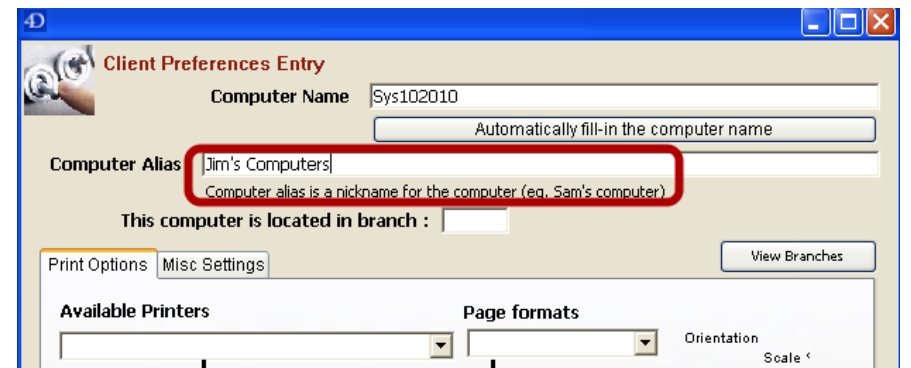 4D
Client Preferences Entry
Computer Name Sys102010
Automatically fill-in the computer name
Computer Alias Jim's Computers
Computer alias is a nickname for the computer (eg. Sam's computer)
This computer is located in branch :
Print Options Misc Settings View Branches
Available Printers Page formats
Orientation
Scale